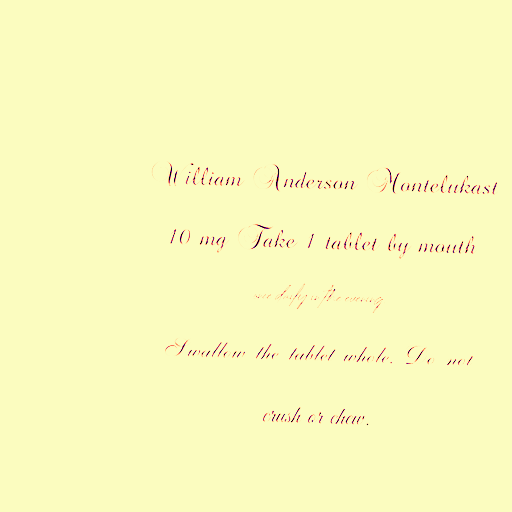 William Anderson Montelukast
10 mg Take 1 tablet by mouth
Swallow the tablet whole. Do not
crush or chew.